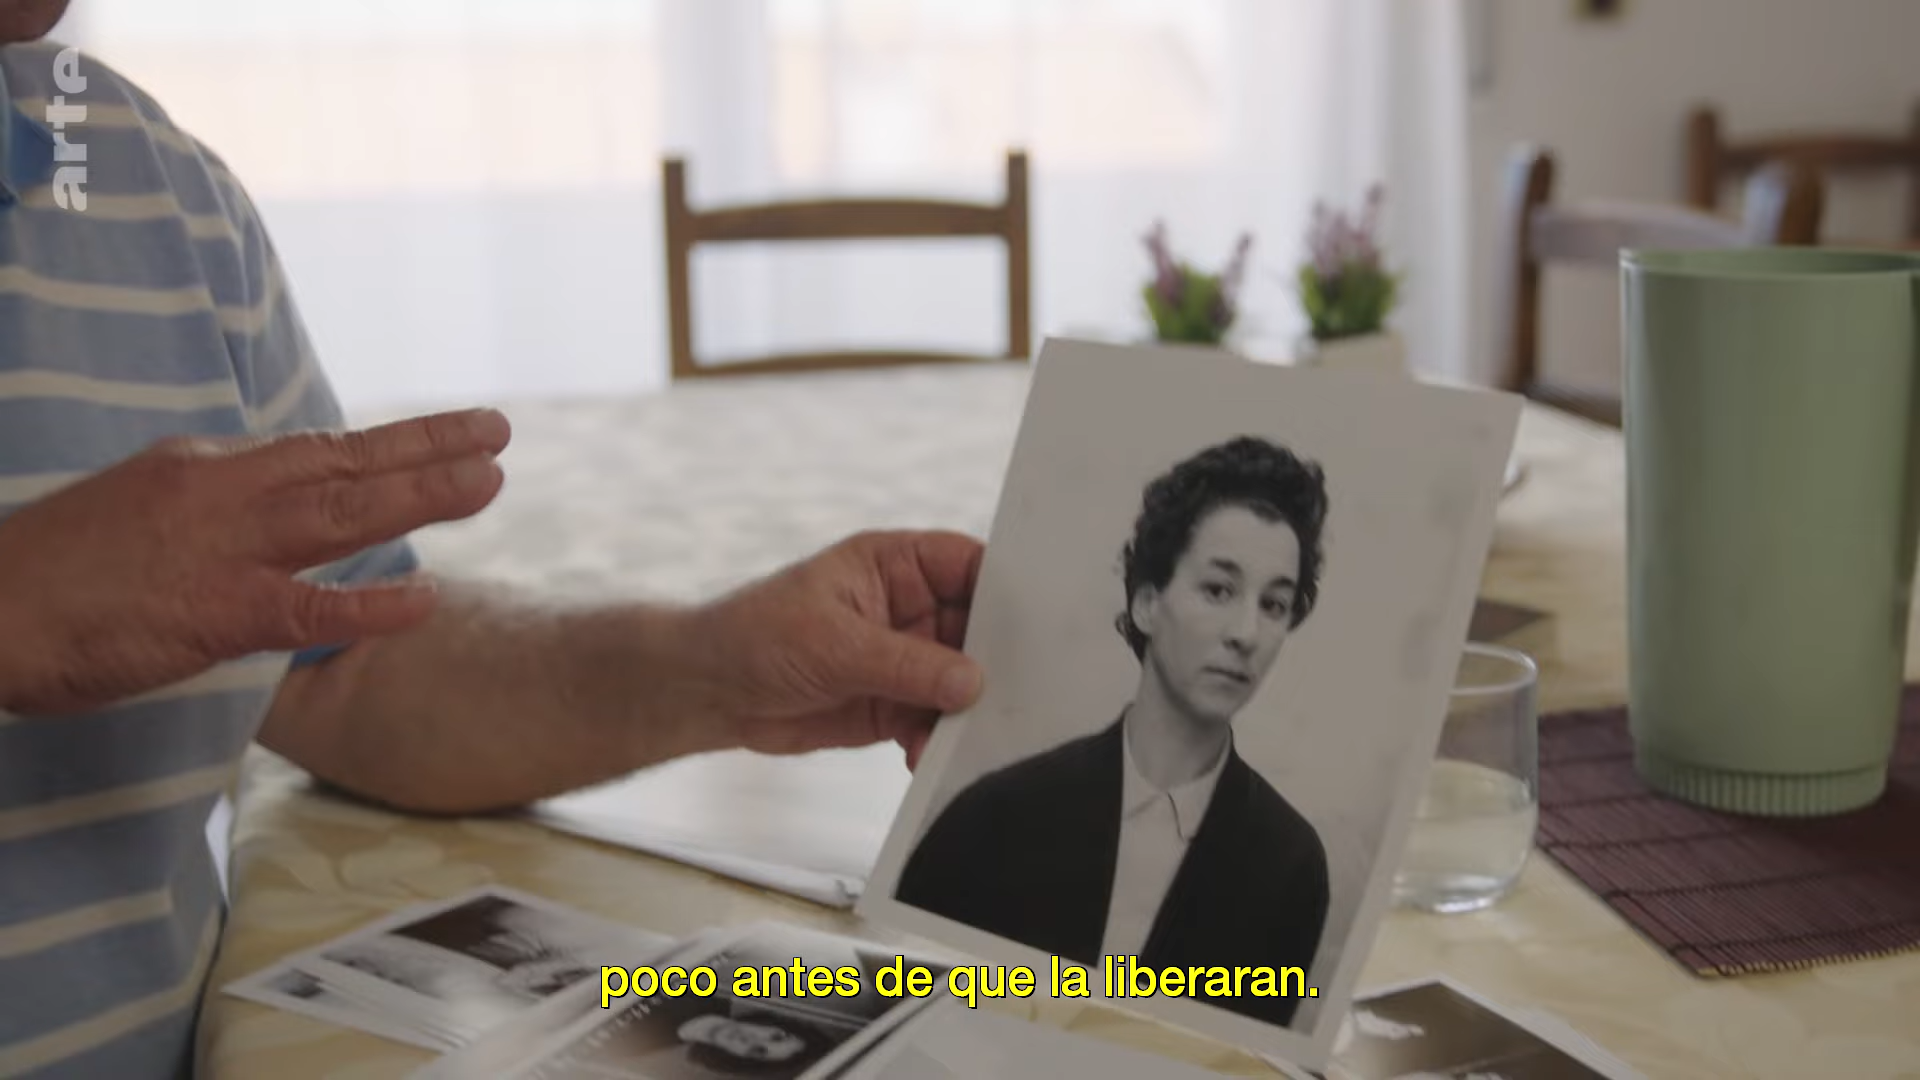 arte
poco antes de que la liberaran.